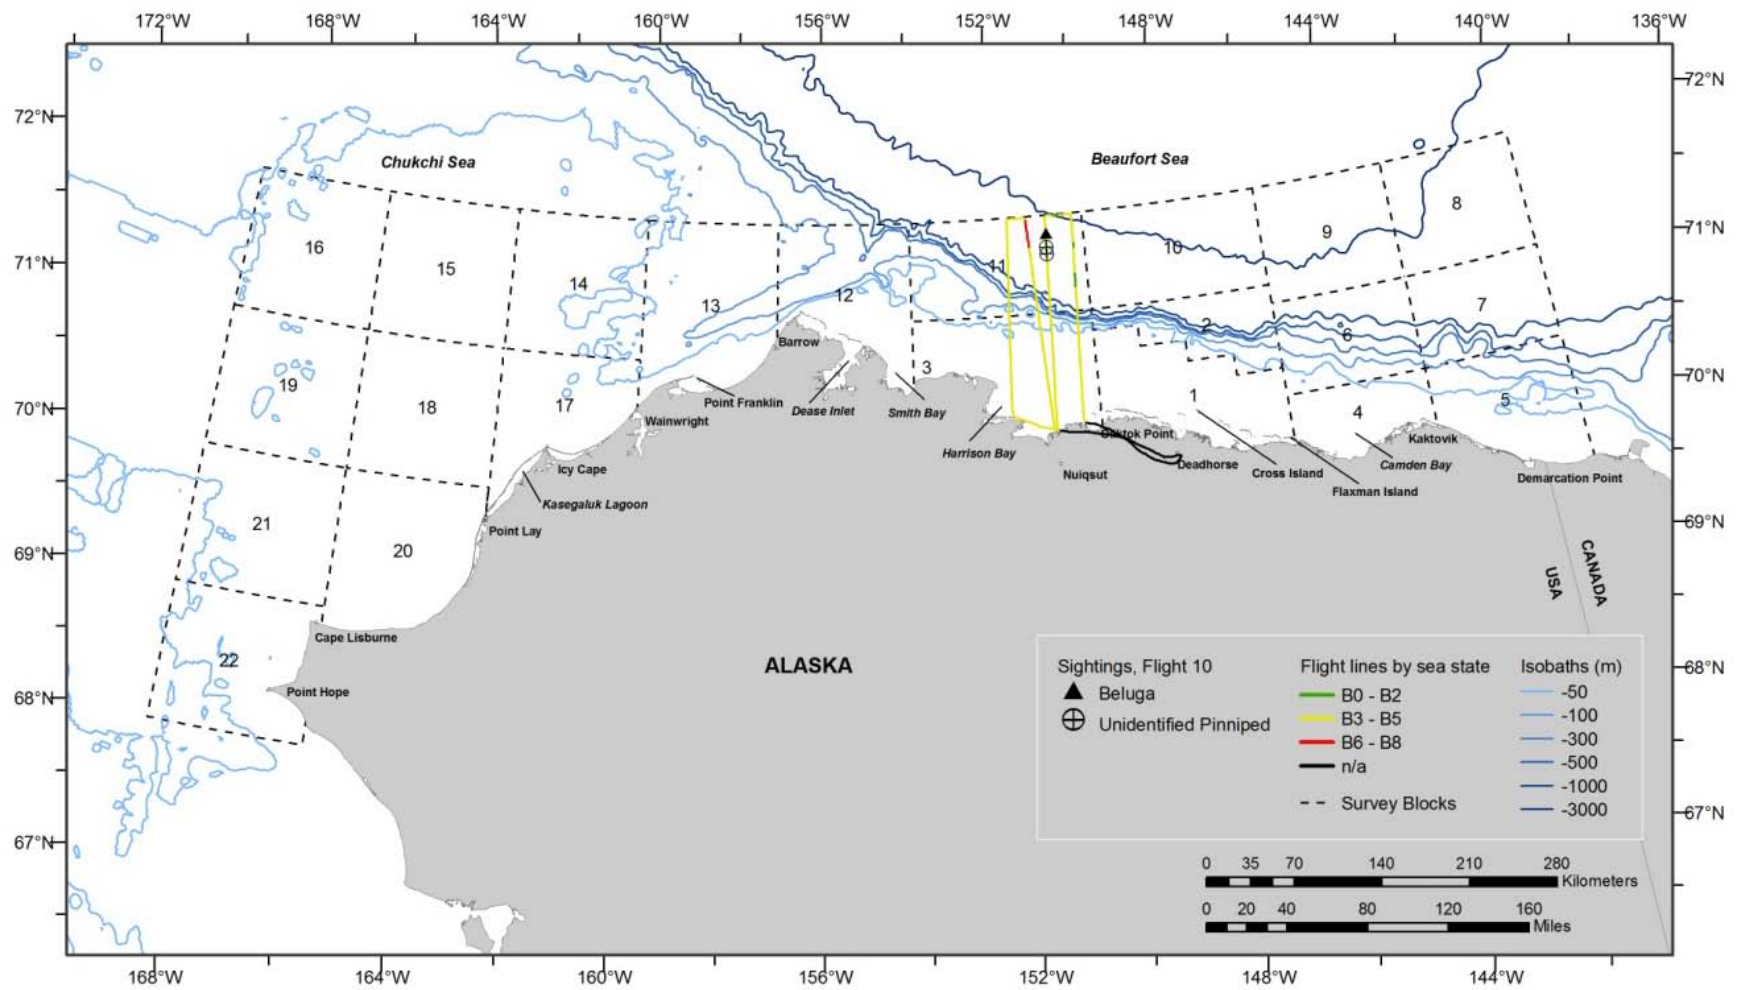 172°W 168°W 164°W 160°W 156°W 152°W 148°W 144°W 140°W 136°W
72°N
72°N
Chukchi Sea
Beaufort Sea
8
9
71°N
16
10
15
11
71°N
14
12
13
7
2
6
Barrow
3
70°N
19
1
5
18
17
Point Franklin
Dease Inlet
Smith Bay
4
70°N
Wainwright
Harrison Bay
Oliktok Point
Kaktovik
Icy Cape
Nuiqsut
Deadhorse
Cross Island
Camden Bay
Flaxman Island
Demarcation Point
Kasegaluk Lagoon
21
Point Lay
69°N
20
69°N
USA
CANADA
Cape Lisburne
22
ALASKA
68°N
Point Hope
68°N
Sightings, Flight 10
Beluga
Unidentified Pinniped
Flight lines by sea state
B0 - B2
B3 - B5
B6 - B8
n/a
Survey Blocks
Isobaths (m)
-50
-100
-300
-500
-1000
-3000
67°N
67°N
0 35 70 140 210 280
Kilometers
0 20 40 80 120 160
Miles
168°W 164°W 160°W 156°W 152°W 148°W 144°W